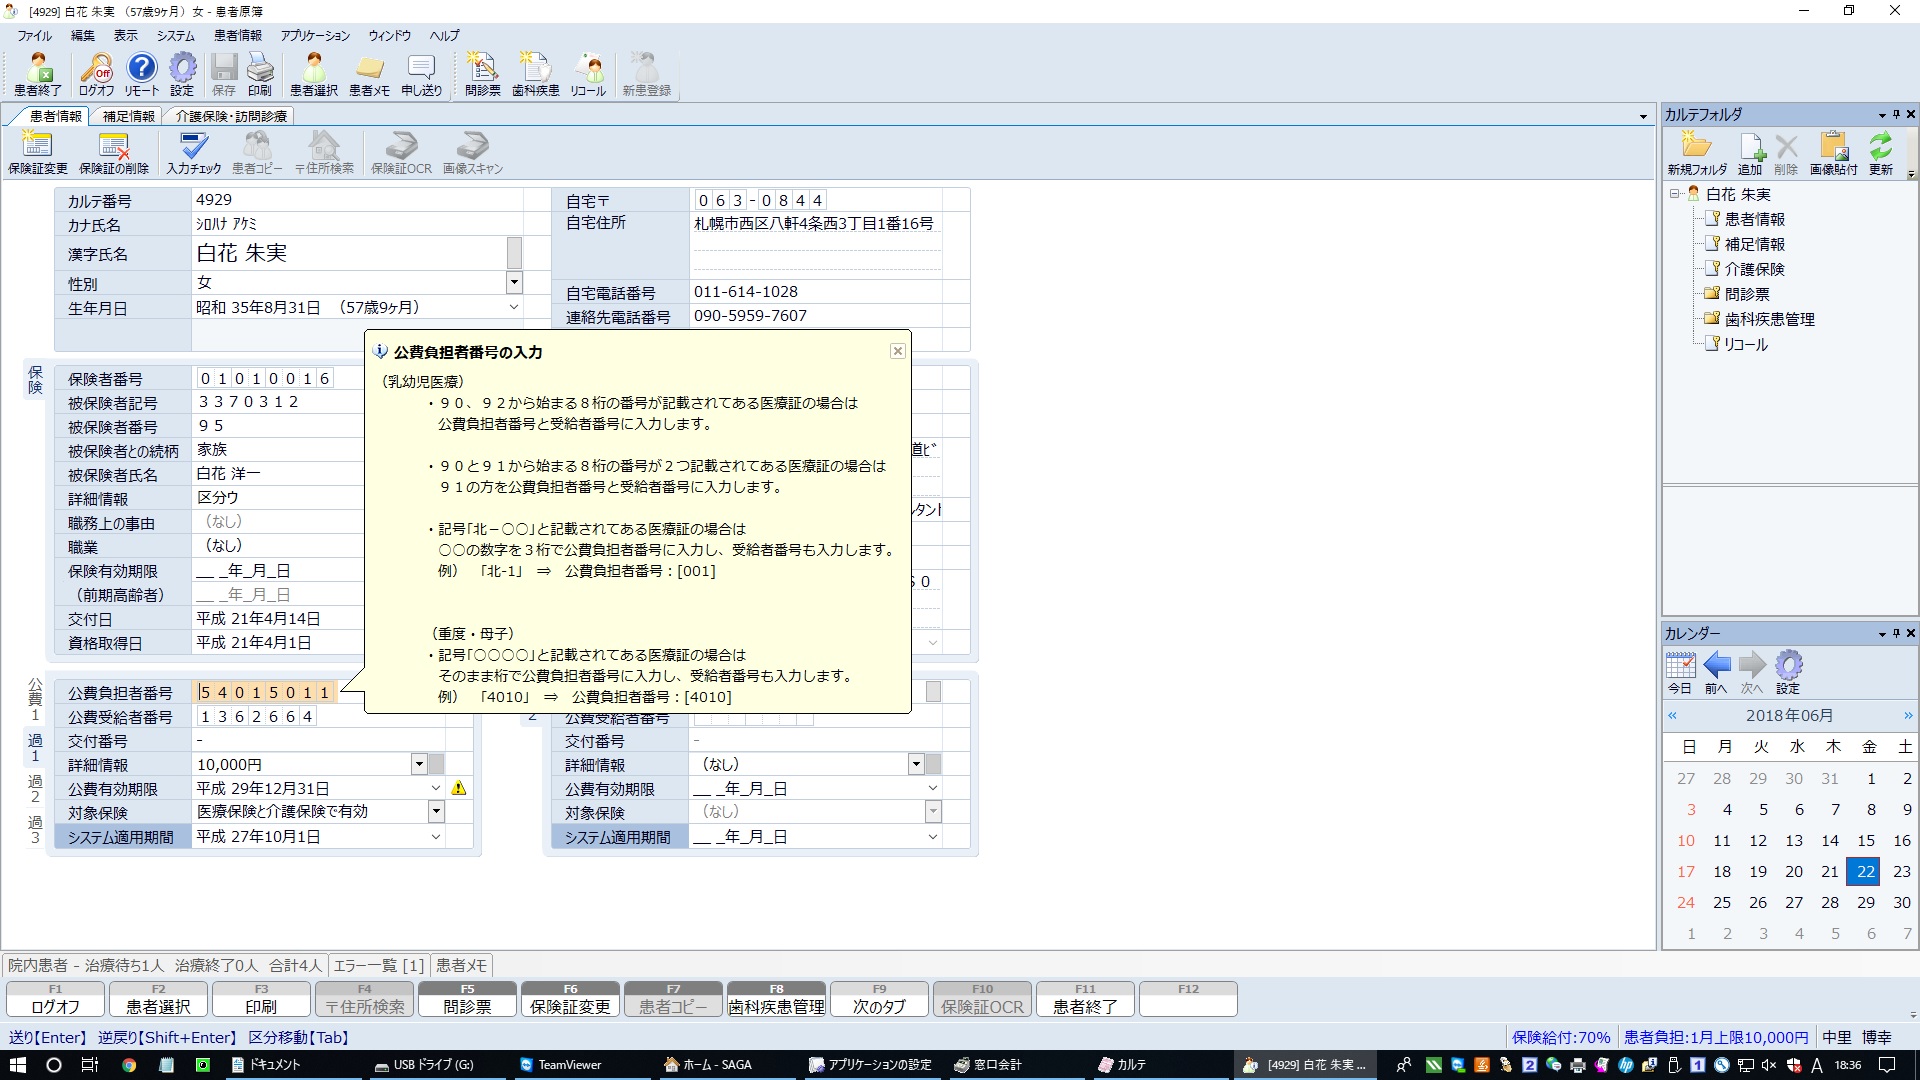 [4929] 白花 朱実 （57歳9ヶ月） 女 - 患者原簿
ファイル 編集 表示 システム 患者情報 アプリケーション ウィンドウ ヘルプ
患者終了 ログオフ リモート 設定 保存 印刷 患者選択 患者メモ 申し送り 問診票 歯科疾患 リコール 新患登録
患者情報 補足情報 介護保険・訪問診療
保険証変更 保険証の削除 入力チェック 患者コピー 〒住所検索 保険証OCR 画像スキャン
カルテ番号 4929
カナ氏名 ｼﾛﾊﾅ ｱｹﾐ
漢字氏名 白花 朱実
性別 女
生年月日 昭和 35年8月31日 （57歳9ヶ月）
自宅〒 063-0844
自宅住所 札幌市西区八軒4条西3丁目1番16号
自宅電話番号 011-614-1028
連絡先電話番号 090-5959-7607
保険
保険者番号 01010016
被保険者記号 3370312
被保険者番号 95
被保険者との続柄 家族
被保険者氏名 白花 洋一
詳細情報 区分ウ
職務上の事由 （なし）
職業 （なし）
保険有効期限 __ _年_月_日
（前期高齢者） __ _年_月_日
交付日 平成 21年4月14日
資格取得日 平成 21年4月1日
公費負担者番号の入力
（乳幼児医療）
・９０、９２から始まる８桁の番号が記載されてある医療証の場合は
公費負担者番号と受給者番号に入力します。
・９０と９１から始まる８桁の番号が２つ記載されてある医療証の場合は
９１の方を公費負担者番号と受給者番号に入力します。
・記号｢北－○○｣と記載されてある医療証の場合は
○○の数字を３桁で公費負担者番号に入力し、受給者番号も入力します。
例） 「北-1」 ⇒ 公費負担者番号：[001]
（重度・母子）
・記号｢○○○○｣と記載されてある医療証の場合は
そのまま桁で公費負担者番号に入力し、受給者番号も入力します。
例） 「4010」 ⇒ 公費負担者番号：[4010]
道ﾋﾞ
公費1
過1
過2
過3
公費負担者番号 54015011
公費受給者番号 1362664
交付番号 -
詳細情報 10,000円
公費有効期限 平成 29年12月31日
対象保険 医療保険と介護保険で有効
システム適用期間 平成 27年10月1日
2
公費受給者番号
交付番号 -
詳細情報 （なし）
公費有効期限 __ _年_月_日
対象保険 （なし）
システム適用期間 __ _年_月_日
カルテフォルダ
新規フォルダ 追加 削除 画像貼付 更新
白花 朱実
患者情報
補足情報
介護保険
問診票
歯科疾患管理
リコール
カレンダー
今日 前へ 次へ 設定
« 2018年06月 »
日 月 火 水 木 金 土
27 28 29 30 31 1 2
3 4 5 6 7 8 9
10 11 12 13 14 15 16
17 18 19 20 21 22 23
24 25 26 27 28 29 30
1 2 3 4 5 6 7
院内患者 - 治療待ち1人 治療終了0人 合計4人 エラー一覧 [1] 患者メモ
F1 ログオフ
F2 患者選択
F3 印刷
F4 〒住所検索
F5 問診票
F6 保険証変更
F7 患者コピー
F8 歯科疾患管理
F9 次のタブ
F10 保険証OCR
F11 患者終了
F12
送り【Enter】 逆戻り【Shift+Enter】 区分移動【Tab】
保険給付:70% 患者負担:1月上限10,000円 中里 博幸
ドキュメント USB ドライブ (G:) TeamViewer ホーム - SAGA アプリケーションの設定 窓口会計 カルテ [4929] 白花 朱実 ... A 18:36